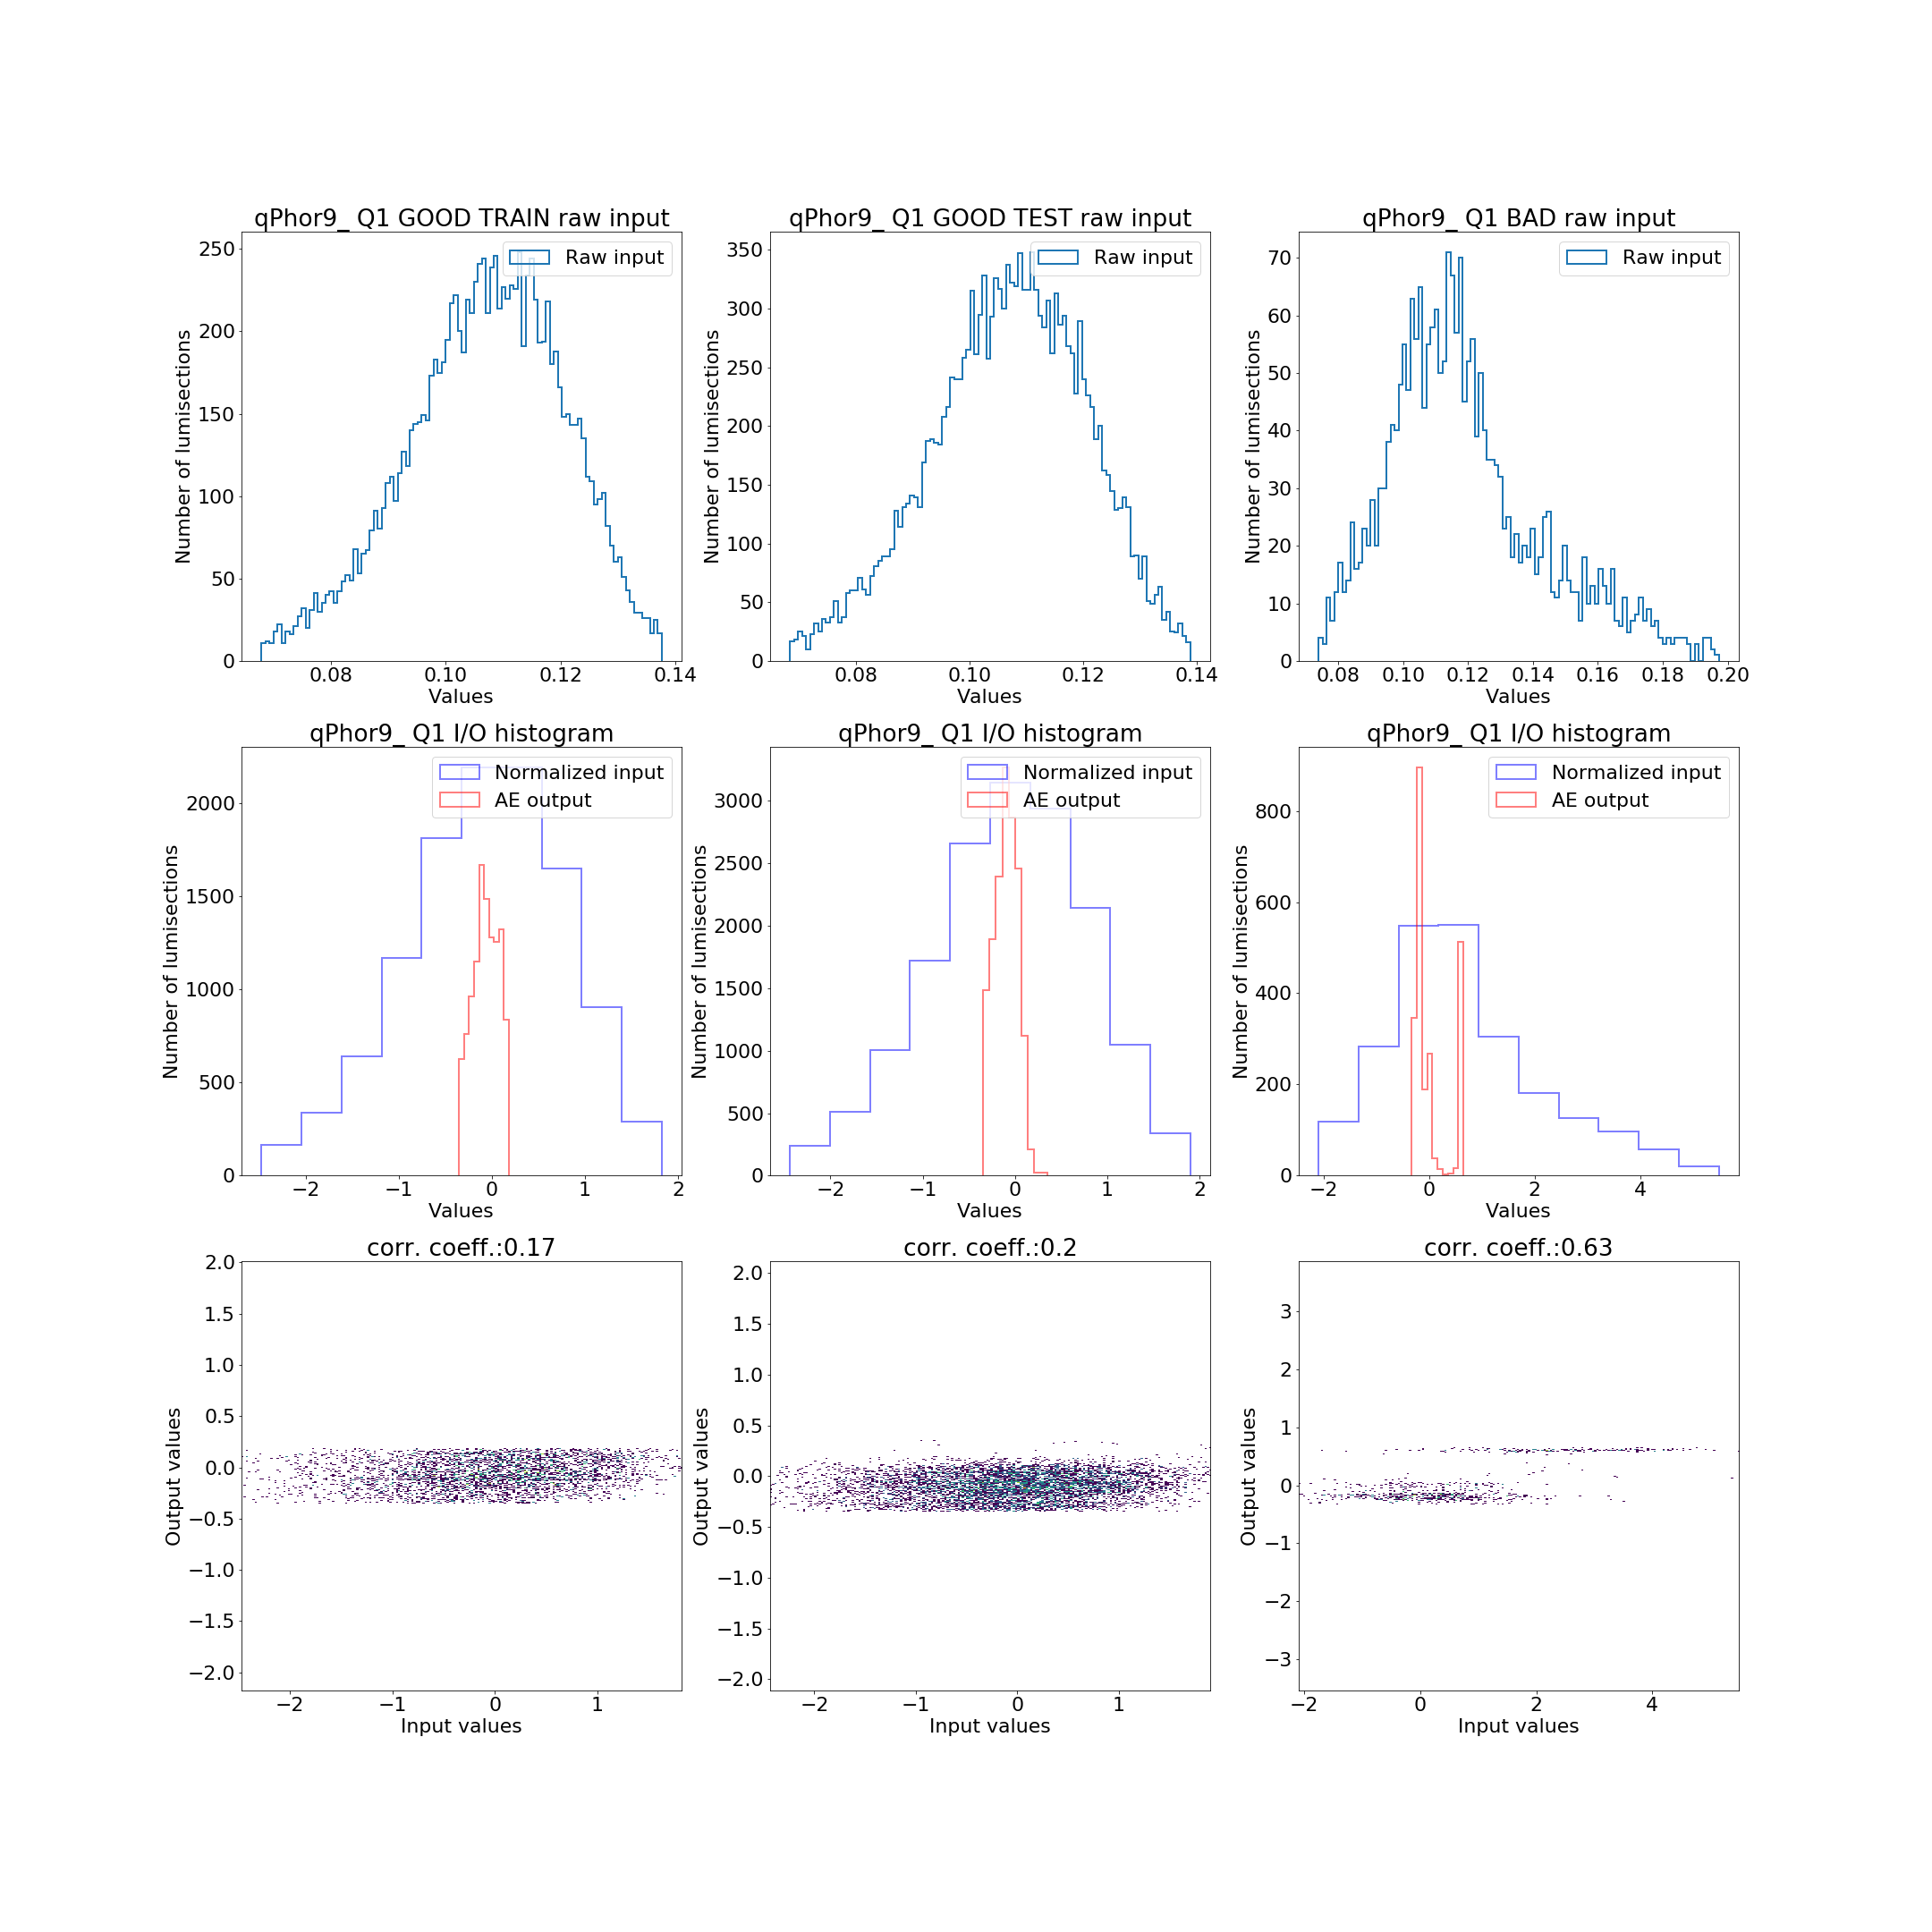 qPhor9_ Q1 GOOD TRAIN raw input
Raw input
Number of lumisections
250
200
150
100
50
0
0.08 0.10 0.12 0.14
Values
qPhor9_ Q1 GOOD TEST raw input
Raw input
Number of lumisections
350
300
250
200
150
100
50
0
0.08 0.10 0.12 0.14
Values
qPhor9_ Q1 BAD raw input
Raw input
Number of lumisections
70
60
50
40
30
20
10
0
0.08 0.10 0.12 0.14 0.16 0.18 0.20
Values
qPhor9_ Q1 I/O histogram
Normalized input
AE output
Number of lumisections
2000
1500
1000
500
0
−2 −1 0 1 2
Values
qPhor9_ Q1 I/O histogram
Normalized input
AE output
Number of lumisections
3000
2500
2000
1500
1000
500
0
−2 −1 0 1 2
Values
qPhor9_ Q1 I/O histogram
Normalized input
AE output
Number of lumisections
800
600
400
200
0
−2 0 2 4
Values
corr. coeff.:0.17
Output values
2.0
1.5
1.0
0.5
0.0
−0.5
−1.0
−1.5
−2.0
−2 −1 0 1
Input values
corr. coeff.:0.2
Output values
2.0
1.5
1.0
0.5
0.0
−0.5
−1.0
−1.5
−2.0
−2 −1 0 1
Input values
corr. coeff.:0.63
Output values
3
2
1
0
−1
−2
−3
−2 0 2 4
Input values